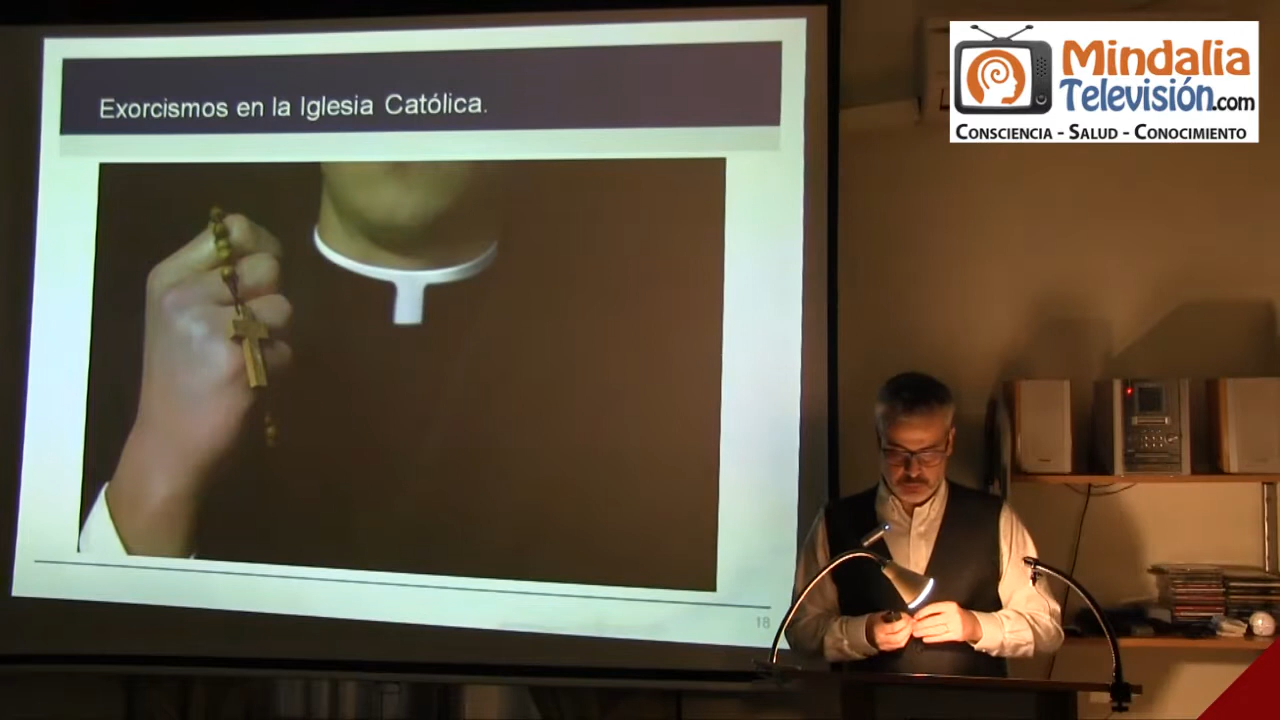 Exorcismos en la Iglesia Católica.
18
Mindalia
Televisión.com
CONSCIENCIA - SALUD - CONOCIMIENTO